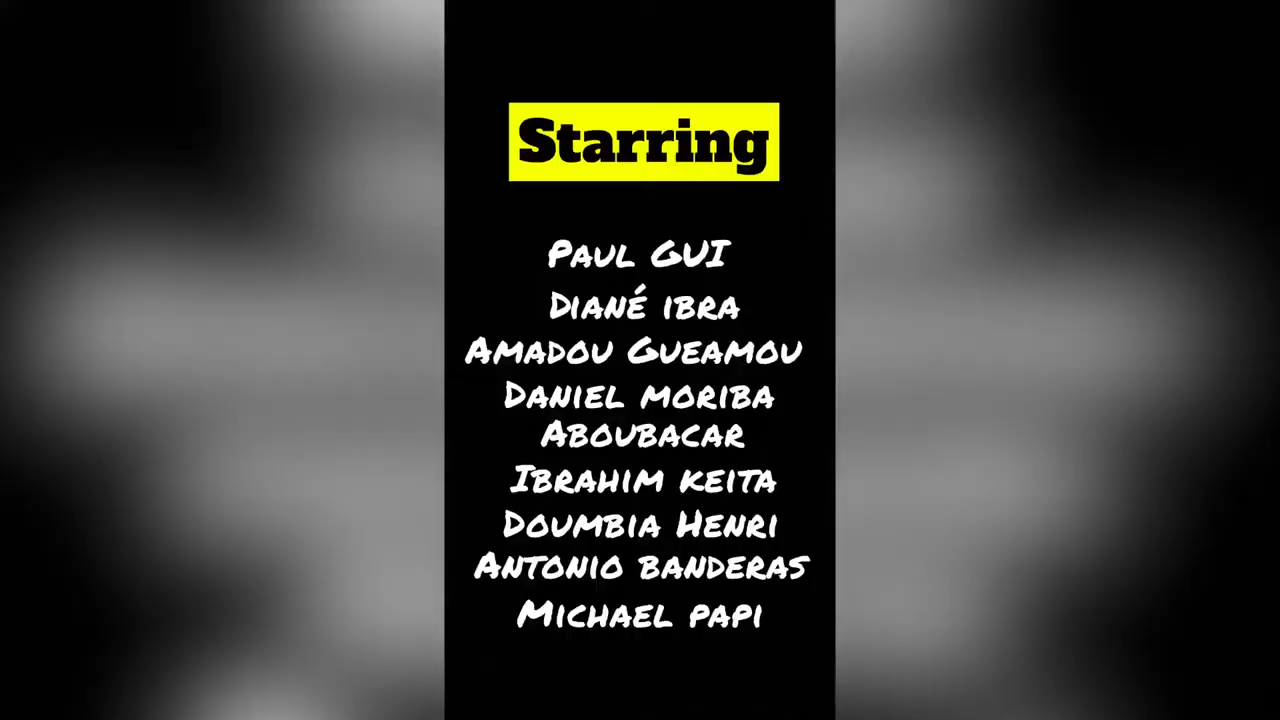 Starring
Paul GUI
Diané ibra
Amadou Gueamou
Daniel moriba
Aboubacar
Ibrahim keita
Doumbia Henri
Antonio banderas
Michael papi